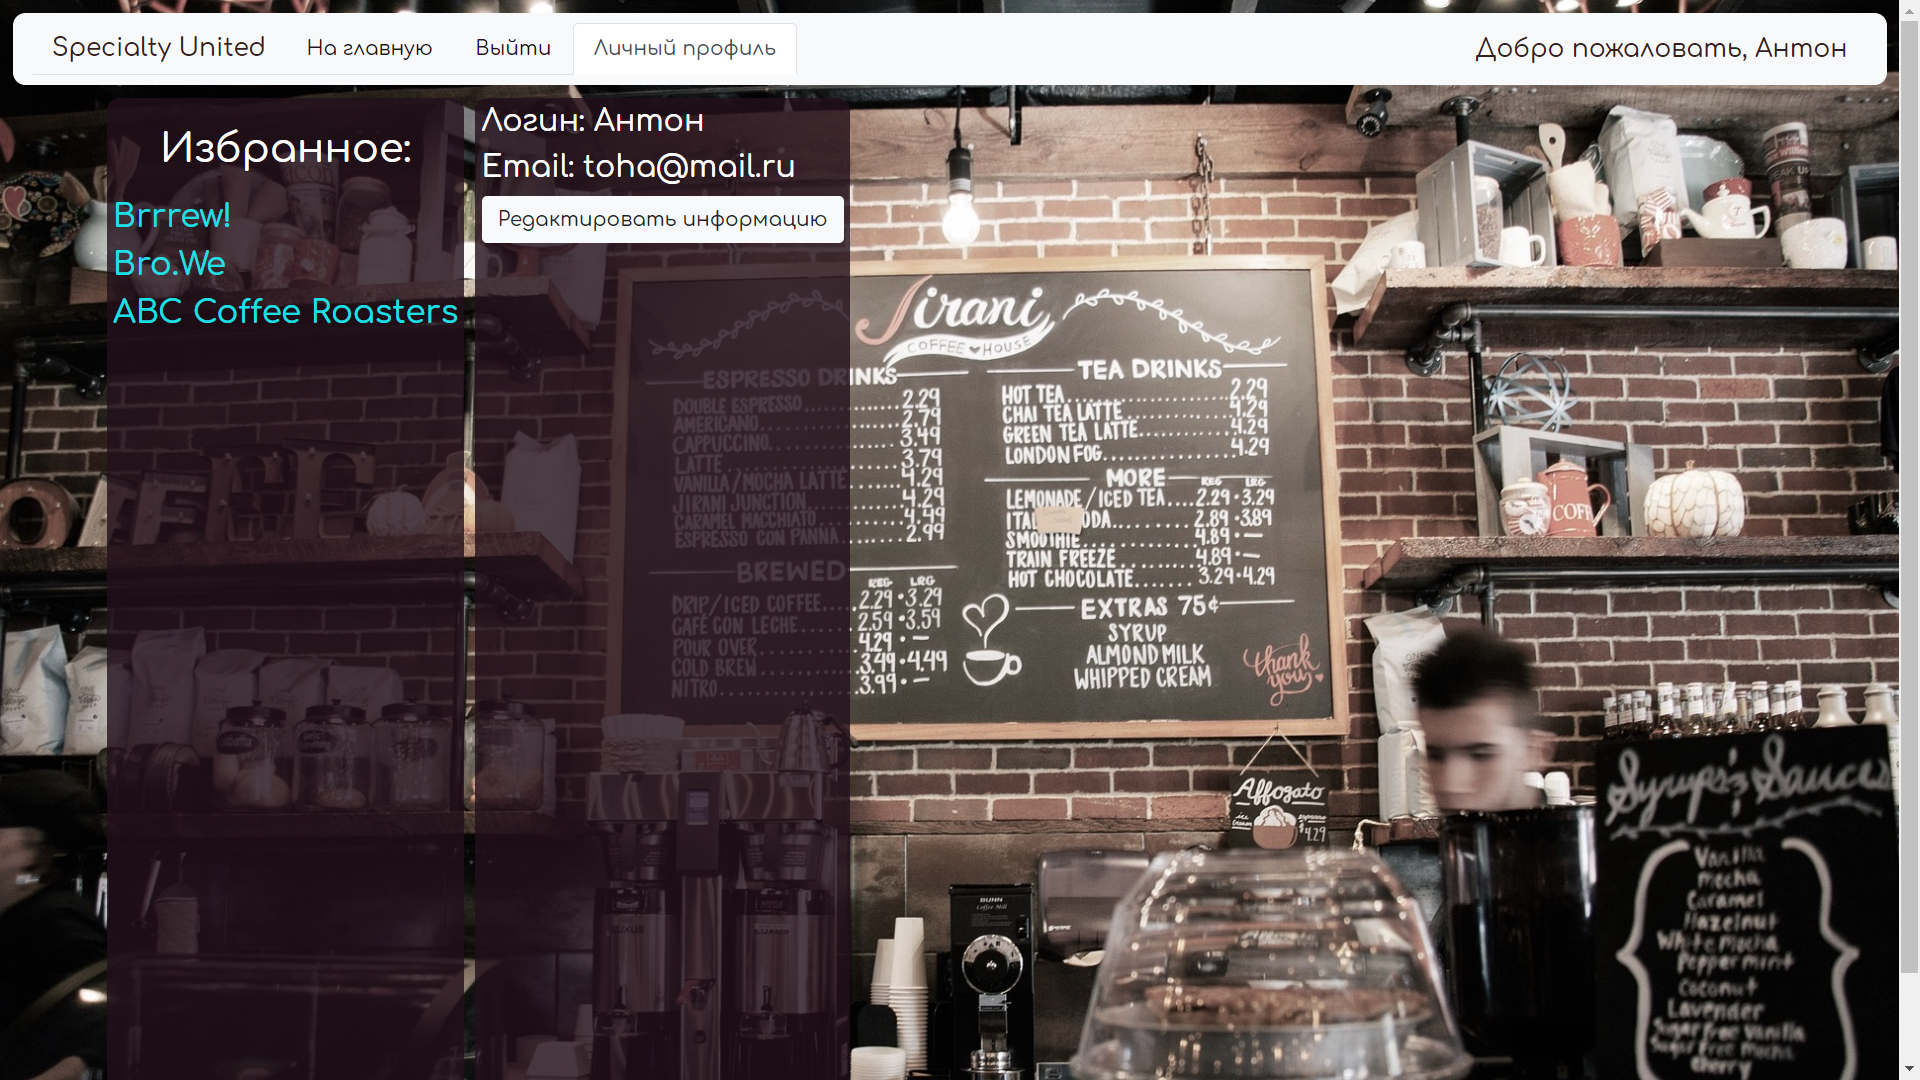 Specialty United
На главную
Выйти
Личный профиль
Добро пожаловать, Антон
Избранное:
Brrrew!
Bro.We
ABC Coffee Roasters
Логин: Антон
Email: toha@mail.ru
Редактировать информацию
Jirani
COFFEE HOUSE
ESPRESSO DRINKS
DOUBLE ESPRESSO 2.29
AMERICANO 2.79
CAPPUCCINO 3.49
LATTE 3.79
VANILLA/MOCHA LATTE 4.29
JIRANI JUNCTION 4.29
CARAMEL MACCHIATO 4.49
ESPRESSO CON PANNA 2.99
BREWED
REG LRG
DRIP/ICED COFFEE 2.29 · 3.29
CAFÉ CON LECHE 2.59 · 3.59
POUR OVER 4.29 · —
COLD BREW 3.49 · 4.49
NITRO 3.99 · —
TEA DRINKS
HOT TEA 2.29
CHAI TEA LATTE 4.29
GREEN TEA LATTE 4.29
LONDON FOG 4.29
MORE REG LRG
LEMONADE/ICED TEA 2.29 · 3.29
2.89 · 3.89
SMOOTHIE 4.89 · —
TRAIN FREEZE 4.89 · —
HOT CHOCOLATE 3.29 · 4.29
EXTRAS 75¢
SYRUP
ALMOND MILK
WHIPPED CREAM
thank you
Affogato
ice cream
espresso
$4.29
BUNN
Coffee Mill
Syrups & Sauces
Vanilla
Mocha
Caramel
Hazelnut
White Mocha
Peppermint
Coconut
Lavender
Sugar Free Vanilla
Sugar Free Mocha
Cherry